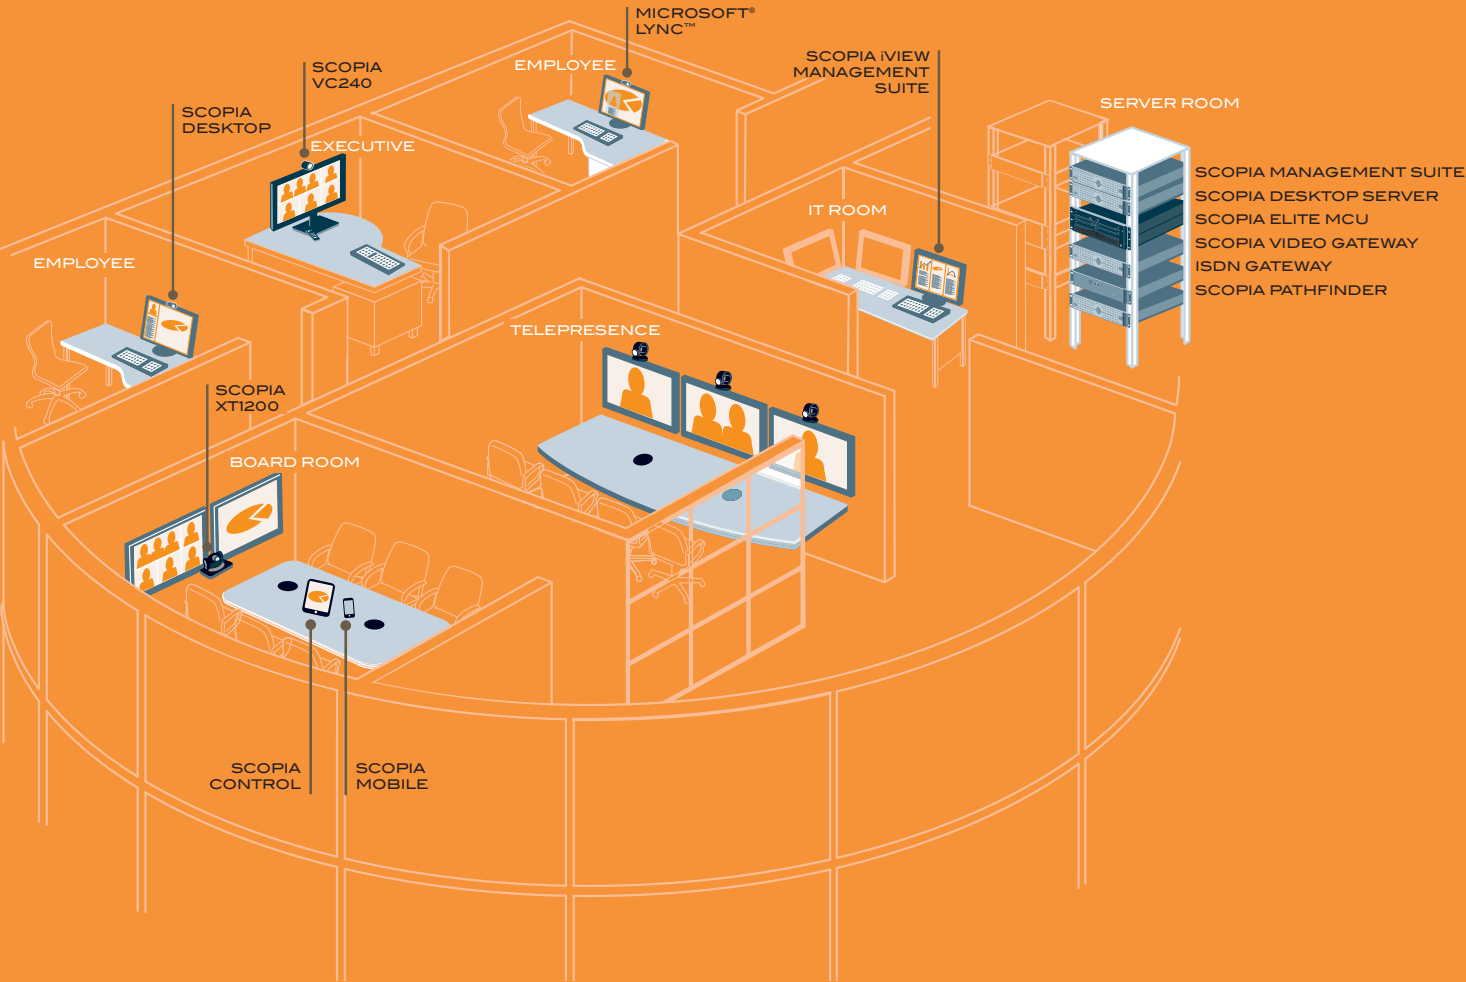 MICROSOFT®
LYNC™
EMPLOYEE
SCOPIA iVIEW
MANAGEMENT
SUITE
SCOPIA
VC240
EXECUTIVE
SCOPIA
DESKTOP
EMPLOYEE
SERVER ROOM
SCOPIA MANAGEMENT SUITE
SCOPIA DESKTOP SERVER
SCOPIA ELITE MCU
SCOPIA VIDEO GATEWAY
ISDN GATEWAY
SCOPIA PATHFINDER
IT ROOM
TELEPRESENCE
SCOPIA
XT1200
BOARD ROOM
SCOPIA
CONTROL
SCOPIA
MOBILE